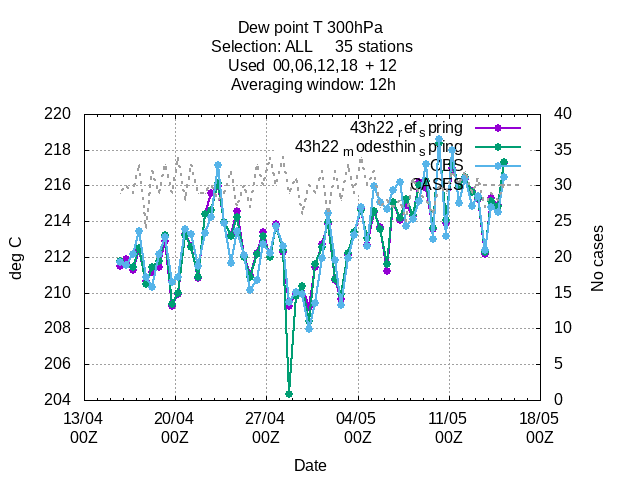 Dew point T 300hPa
Selection: ALL 35 stations
Used 00,06,12,18 + 12
Averaging window: 12h
220
218
216
214
212
210
208
206
204
deg C
40
35
30
25
20
15
10
5
0
No cases
43h22_ref_spring
43h22_modesthin_spring
OBS
CASES
13/04 20/04 27/04 04/05 11/05 18/05
00Z 00Z 00Z 00Z 00Z 00Z
Date